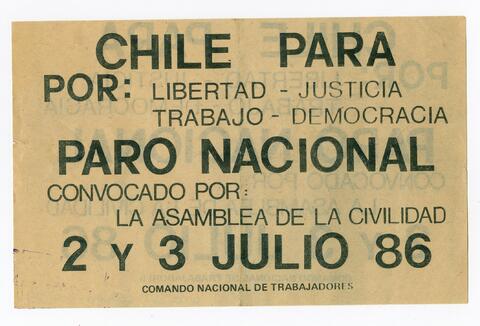 CHILE PARA
POR: LIBERTAD - JUSTICIA
TRABAJO - DEMOCRACIA
PARO NACIONAL
CONVOCADO POR:
LA ASAMBLEA DE LA CIVILIDAD
2 Y 3 JULIO 86
COMANDO NACIONAL DE TRABAJADORES